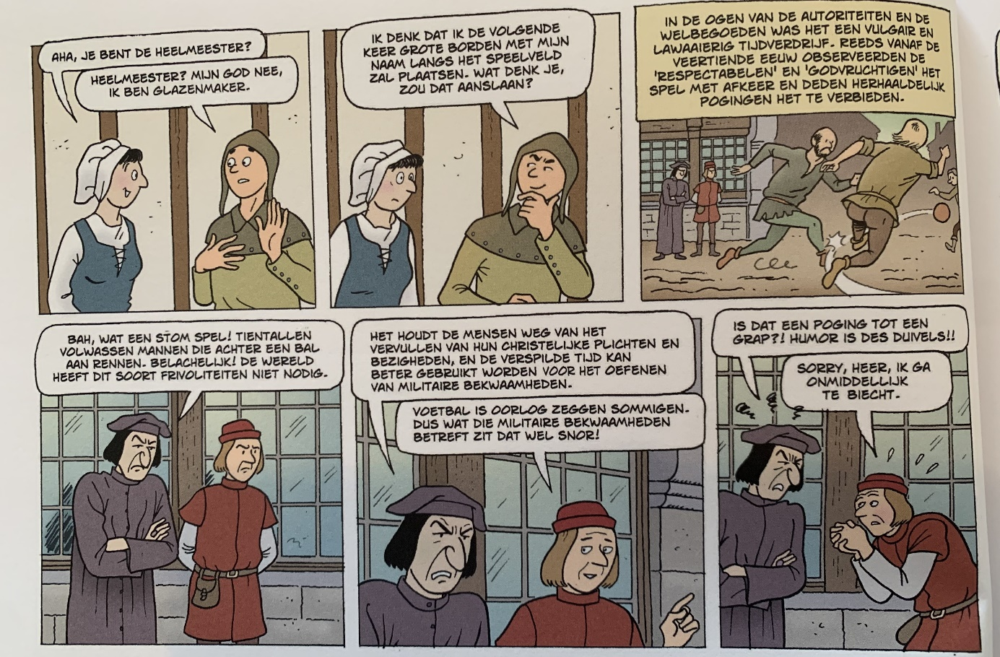 AHA, JE BENT DE HEELMEESTER?
HEELMEESTER? MIJN GOD NEE,
IK BEN GLAZENMAKER.
IK DENK DAT IK DE VOLGENDE
KEER GROTE BORDEN MET MIJN
NAAM LANGS HET SPEELVELD
ZAL PLAATSEN. WAT DENK JE,
ZOU DAT AANSLAAN?
IN DE OGEN VAN DE AUTORITEITEN EN DE
WELBEGOEDEN WAS HET EEN VULGAIR EN
LAWAAIERIG TIJDVERDRIJF. REEDS VANAF DE
VEERTIENDE EEUW OBSERVEERDEN DE
'RESPECTABELEN' EN 'GODVRUCHTIGEN' HET
SPEL MET AFKEER EN DEDEN HERHAALDELIJK
POGINGEN HET TE VERBIEDEN.
BAH, WAT EEN STOM SPEL! TIENTALLEN
VOLWASSEN MANNEN DIE ACHTER EEN BAL
AAN RENNEN. BELACHELIJK! DE WERELD
HEEFT DIT SOORT FRIVOLITEITEN NIET NODIG.
HET HOUDT DE MENSEN WEG VAN HET
VERVULLEN VAN HUN CHRISTELIJKE PLICHTEN EN
BEZIGHEDEN, EN DE VERSPILDE TIJD KAN
BETER GEBRUIKT WORDEN VOOR HET OEFENEN
VAN MILITAIRE BEKWAAMHEDEN.
VOETBAL IS OORLOG ZEGGEN SOMMIGEN.
DUS WAT DIE MILITAIRE BEKWAAMHEDEN
BETREFT ZIT DAT WEL SNOR!
IS DAT EEN POGING TOT EEN
GRAP?! HUMOR IS DES DUIVELS!!
SORRY, HEER, IK GA
ONMIDDELLIJK
TE BIECHT.